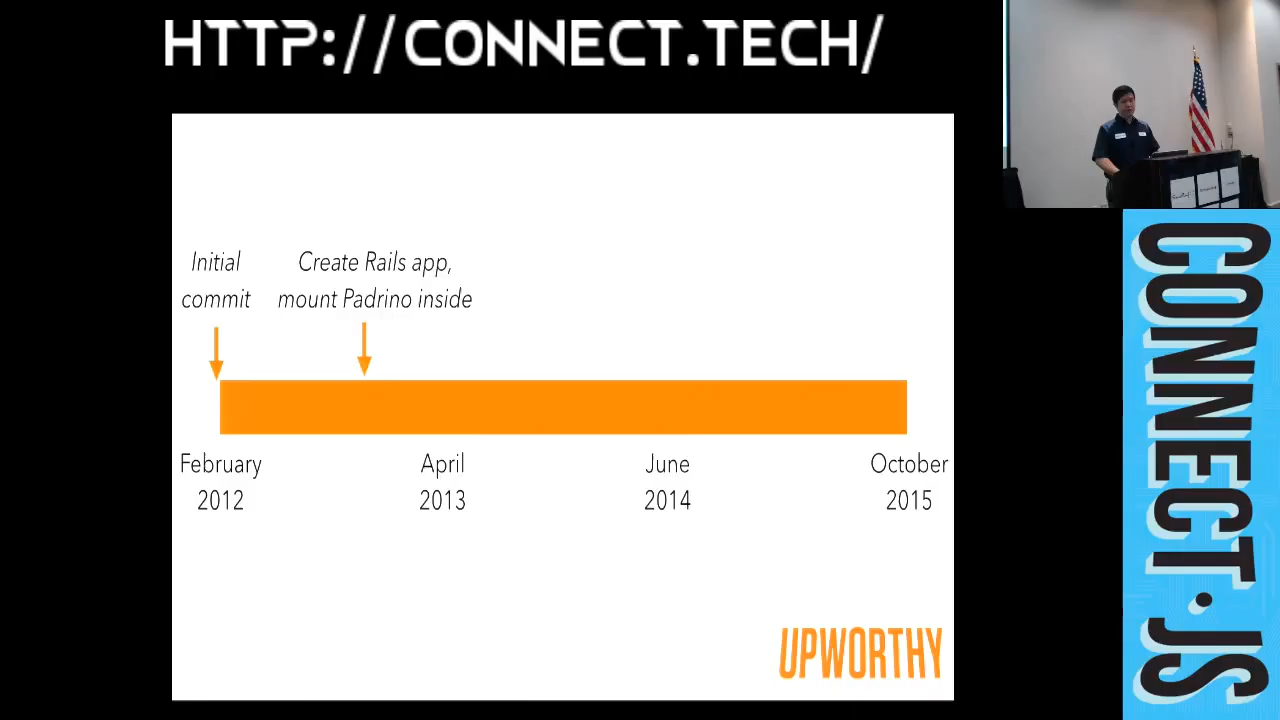 HTTP://CONNECT.TECH/
Initial
commit
Create Rails app,
mount Padrino inside
February
2012
April
2013
June
2014
October
2015
UPWORTHY
CONNECT.JS